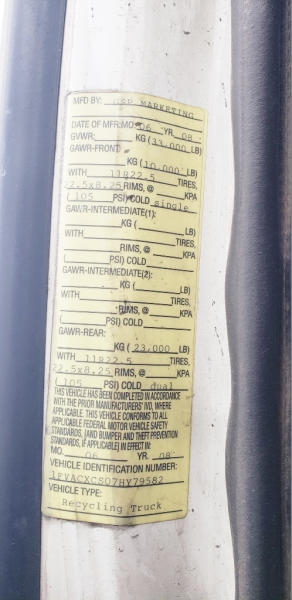 MFD BY: GSP MARKETING
DATE OF MFR: MO 06 YR 08
GVWR: KG (33,000 LB)
GAWR-FRONT:
KG (10,000 LB)
WITH 11R22.5 TIRES,
22.5x8.25 RIMS, @ KPA
( 105 PSI) COLD single
GAWR-INTERMEDIATE(1):
KG ( LB)
WITH TIRES,
RIMS, @ KPA
( PSI) COLD
GAWR-INTERMEDIATE(2):
KG ( LB)
WITH TIRES,
RIMS, @ KPA
( PSI) COLD
GAWR-REAR:
KG ( 23,000 LB)
WITH 11R22.5 TIRES,
22.5x8.25 RIMS, @ KPA
( 105 PSI) COLD dual
THIS VEHICLE HAS BEEN COMPLETED IN ACCORDANCE
WITH THE PRIOR MANUFACTURERS' IVD, WHERE
APPLICABLE. THIS VEHICLE CONFORMS TO ALL
APPLICABLE FEDERAL MOTOR VEHICLE SAFETY
STANDARDS, (AND BUMPER AND THEFT PREVENTION
STANDARDS, IF APPLICABLE) IN EFFECT IN:
MO. 06 YR. 08
VEHICLE IDENTIFICATION NUMBER:
1FVACXCS07HY79582
VEHICLE TYPE:
Recycling Truck